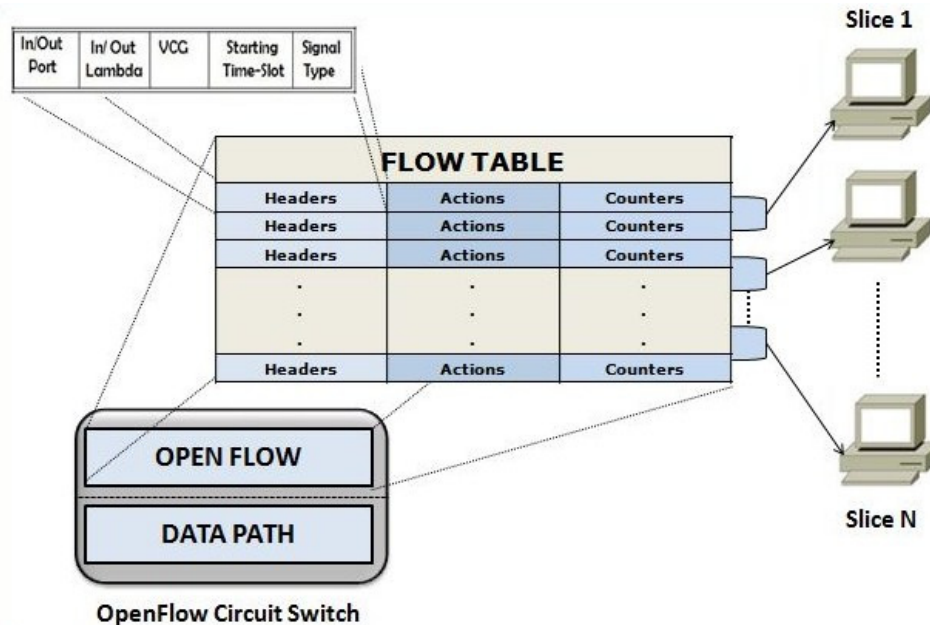 Slice 1
In/Out Port
In/ Out Lambda
VCG
Starting Time-Slot
Signal Type
FLOW TABLE
Headers Actions Counters
Headers Actions Counters
Headers Actions Counters
Headers Actions Counters
OPEN FLOW
DATA PATH
Slice N
OpenFlow Circuit Switch